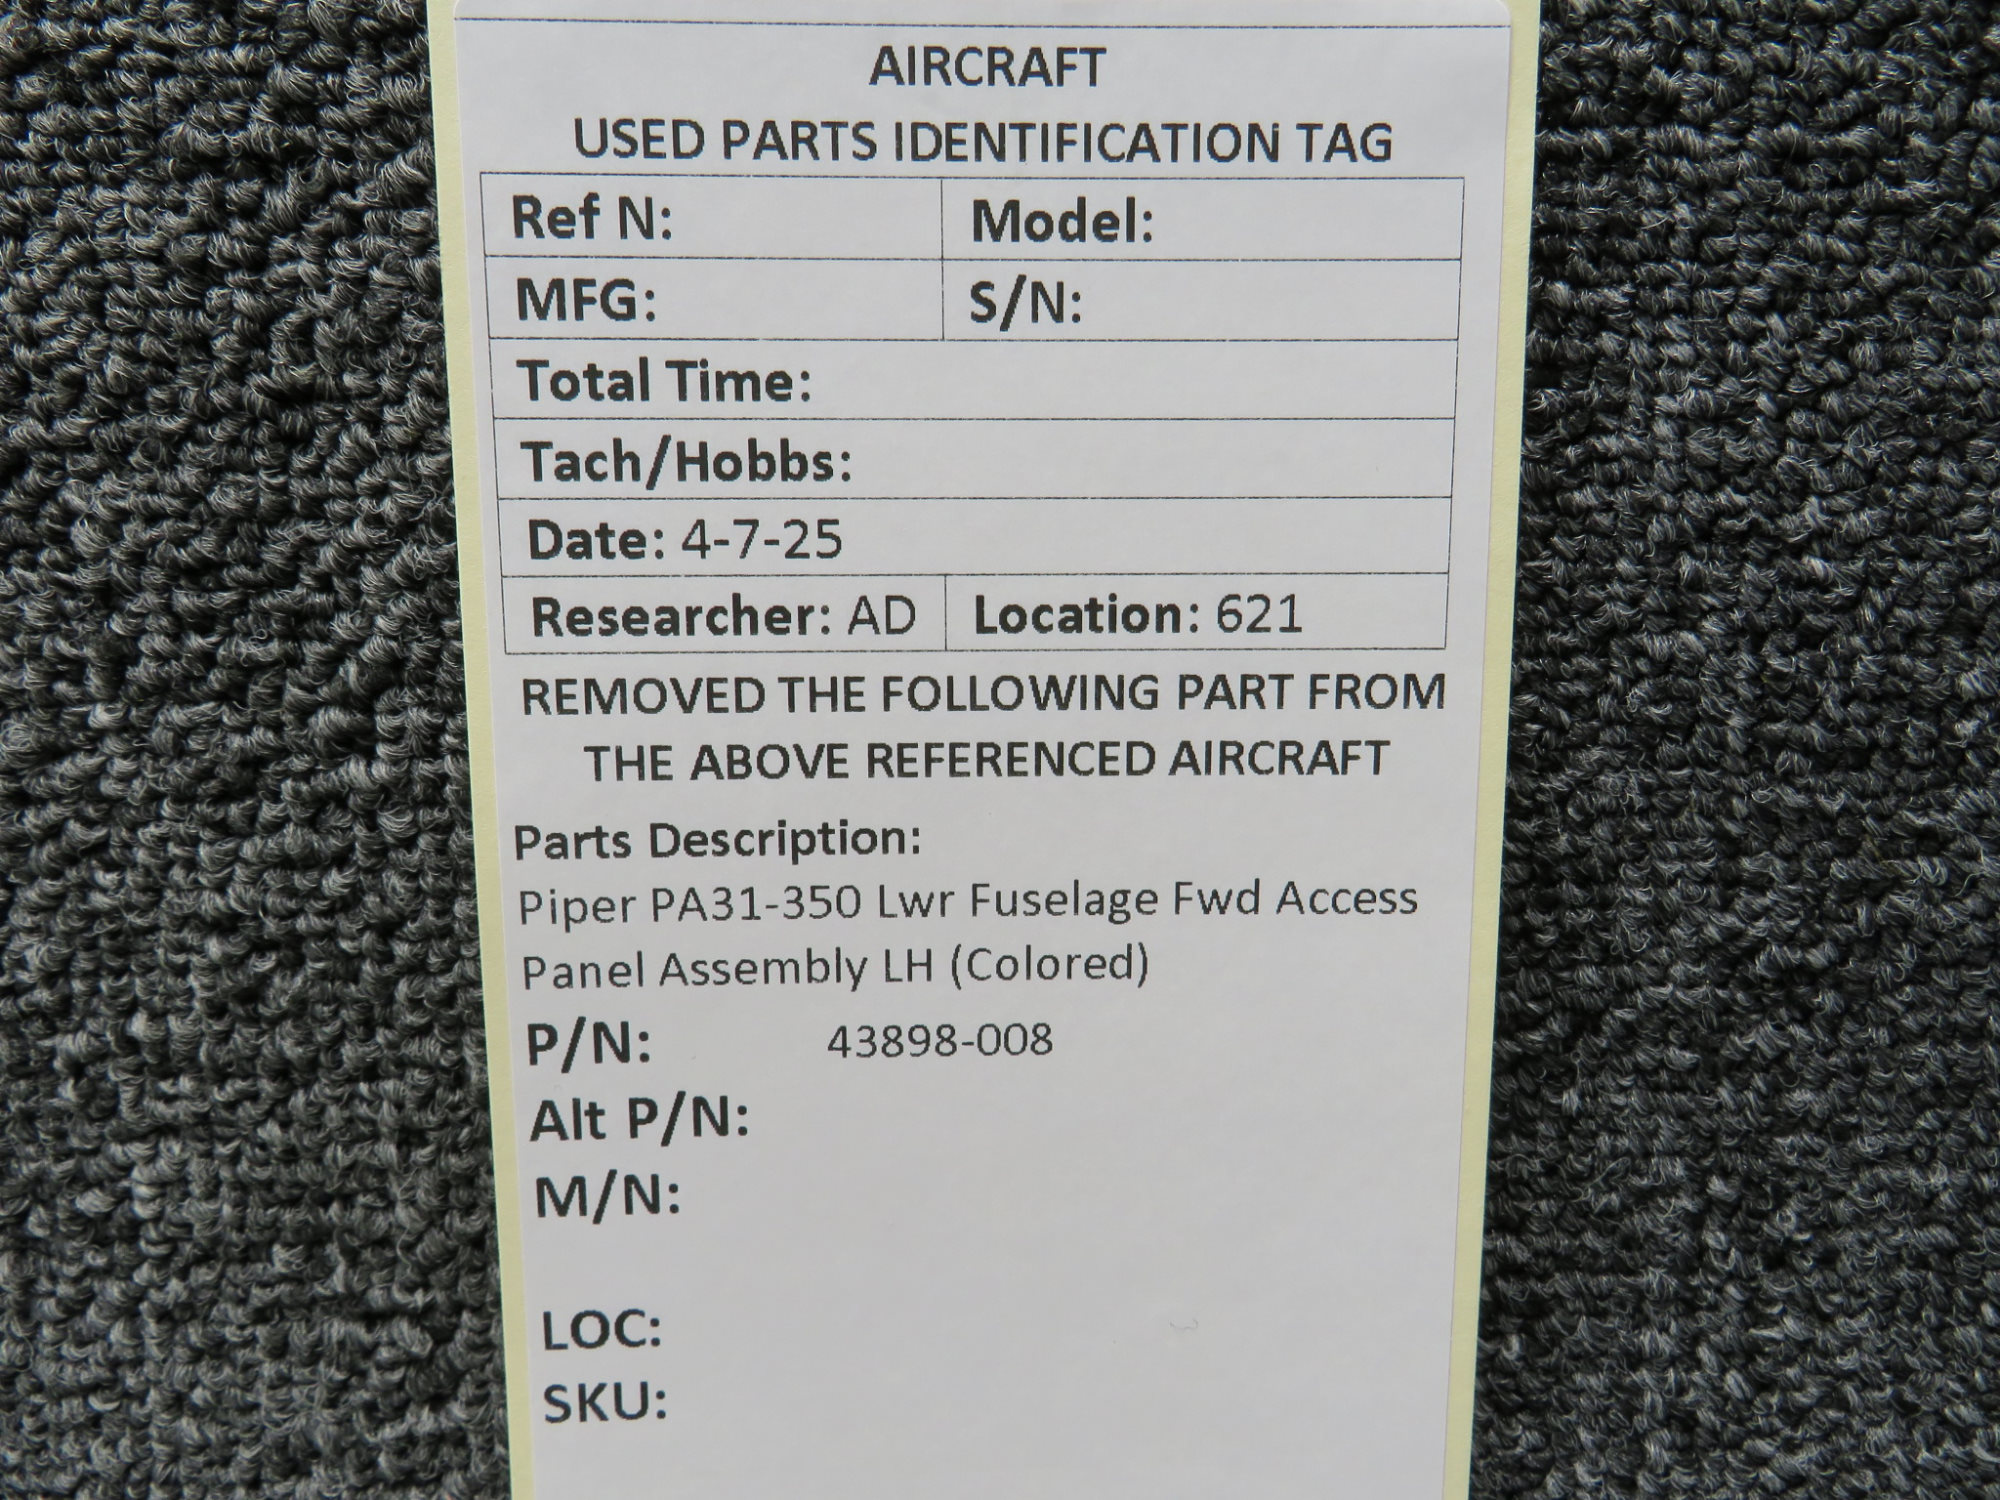 AIRCRAFT
USED PARTS IDENTIFICATION TAG
Ref N: Model:
MFG: S/N:
Total Time:
Tach/Hobbs:
Date: 4-7-25
Researcher: AD Location: 621
REMOVED THE FOLLOWING PART FROM
THE ABOVE REFERENCED AIRCRAFT
Parts Description:
Piper PA31-350 Lwr Fuselage Fwd Access
Panel Assembly LH (Colored)
P/N: 43898-008
Alt P/N:
M/N:
LOC:
SKU: